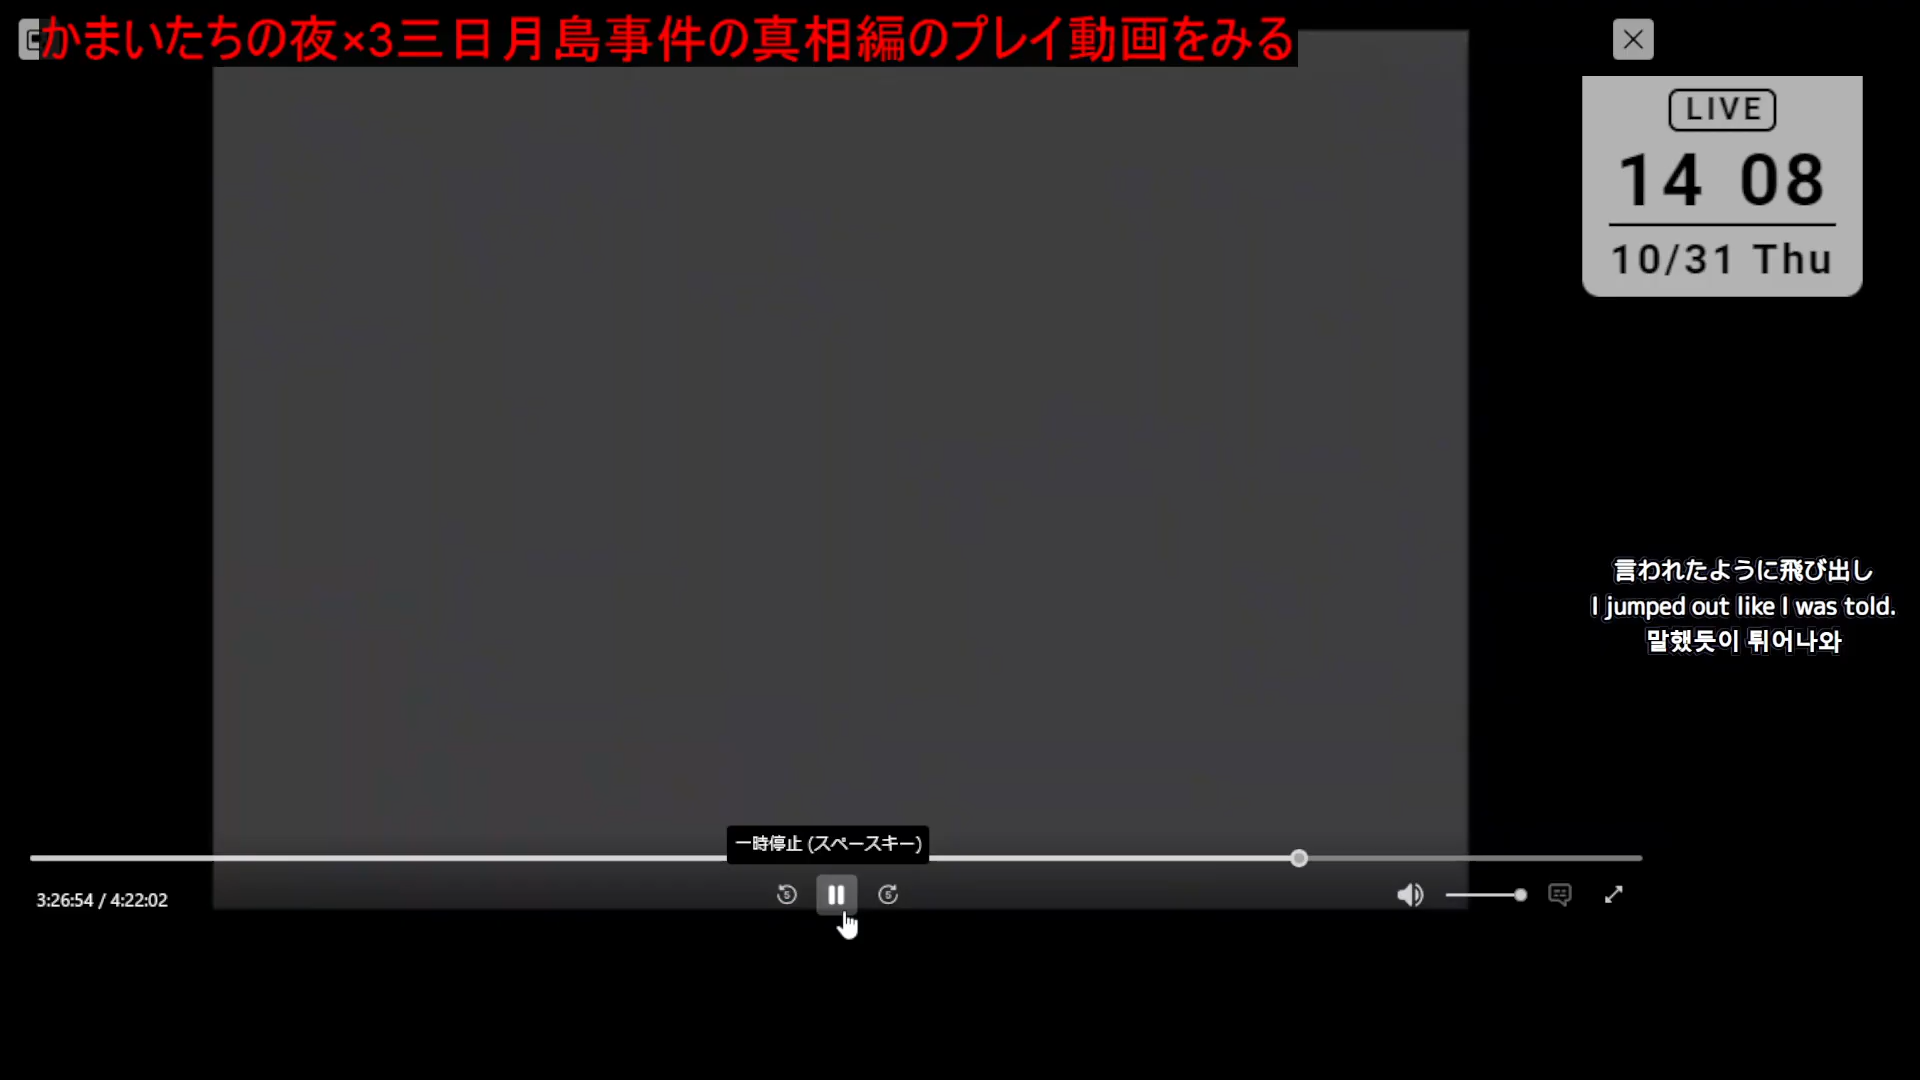 かまいたちの夜×3三日月島事件の真相編のプレイ動画をみる
LIVE
14 08
10/31 Thu
言われたように飛び出し
I jumped out like I was told.
말했듯이 튀어나와
一時停止 (スペースキー)
3:26:54 / 4:22:02
5
5